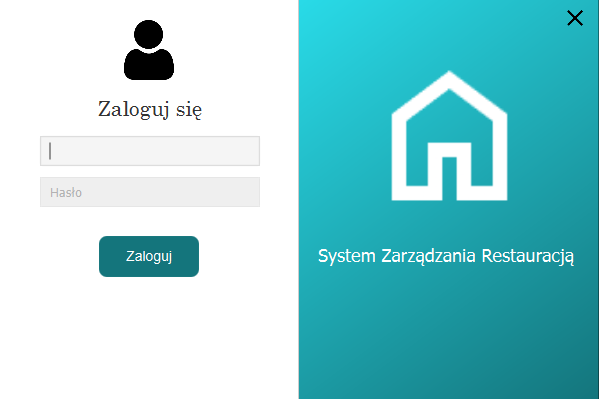 Zaloguj się
Hasło
Zaloguj
System Zarządzania Restauracją